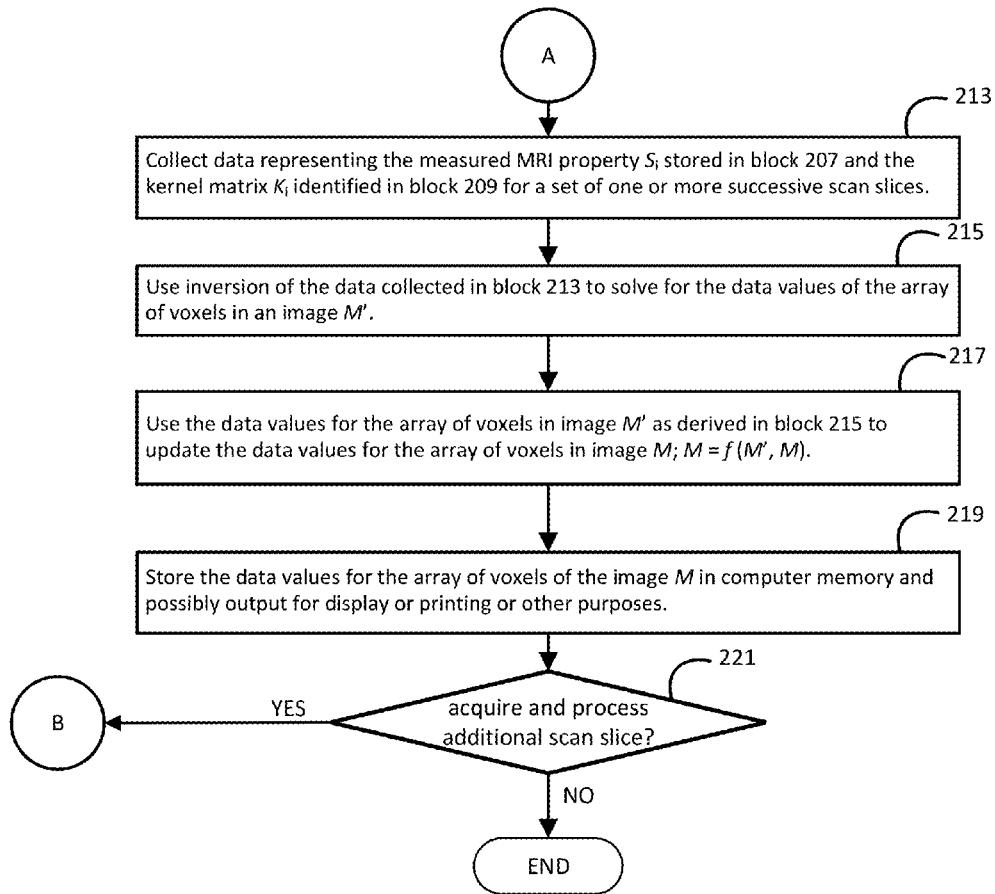 A
213
Collect data representing the measured MRI property Si stored in block 207 and the
kernel matrix Ki identified in block 209 for a set of one or more successive scan slices.
215
Use inversion of the data collected in block 213 to solve for the data values of the array
of voxels in an image M'.
217
Use the data values for the array of voxels in image M' as derived in block 215 to
update the data values for the array of voxels in image M; M = f (M', M).
219
Store the data values for the array of voxels of the image M in computer memory and
possibly output for display or printing or other purposes.
221
B
YES
acquire and process
additional scan slice?
NO
END